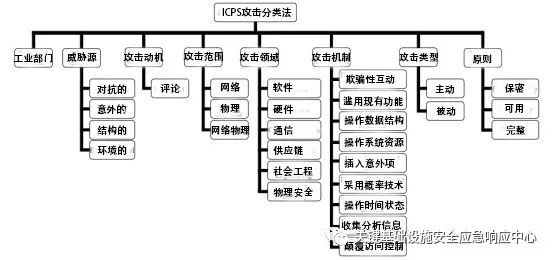 ICPS攻击分类法
工业部门
威胁源
攻击动机
攻击范围
攻击领域
攻击机制
攻击类型
原则
对抗的
意外的
结构的
环境的
评论
网络
物理
网络物理
软件
硬件
通信
供应链
社会工程
物理安全
欺骗性互动
滥用现有功能
操作数据结构
操作系统资源
插入意外项
采用概率技术
操作时间状态
收集分析信息
颠覆访问控制
主动
被动
保密
可用
完整
关键基础设施安全应急响应中心